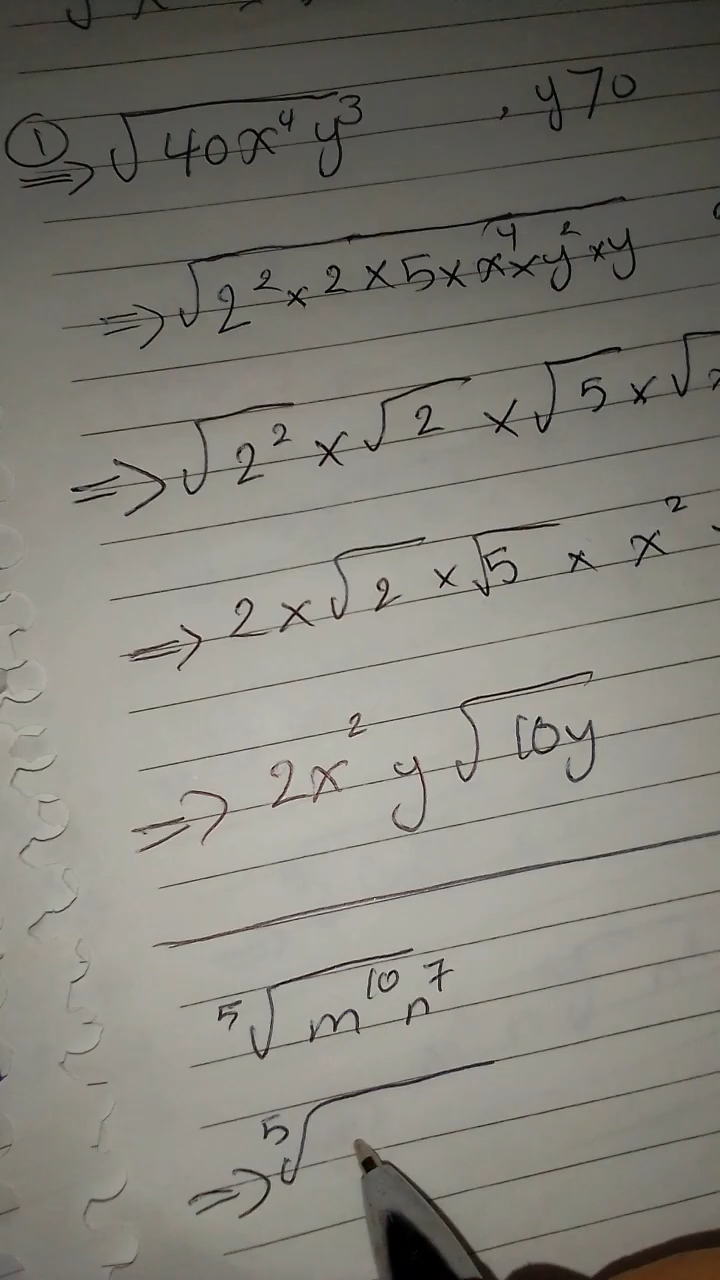 ① ⇒ √40x⁴y³ , y>0
⇒ √2²×2×5×x⁴×y²×y
⇒ √2² × √2 × √5 × √
⇒ 2×√2 ×√5 × x²
⇒ 2x² y√10y
⁵√m¹⁰n⁷
⇒ ⁵√